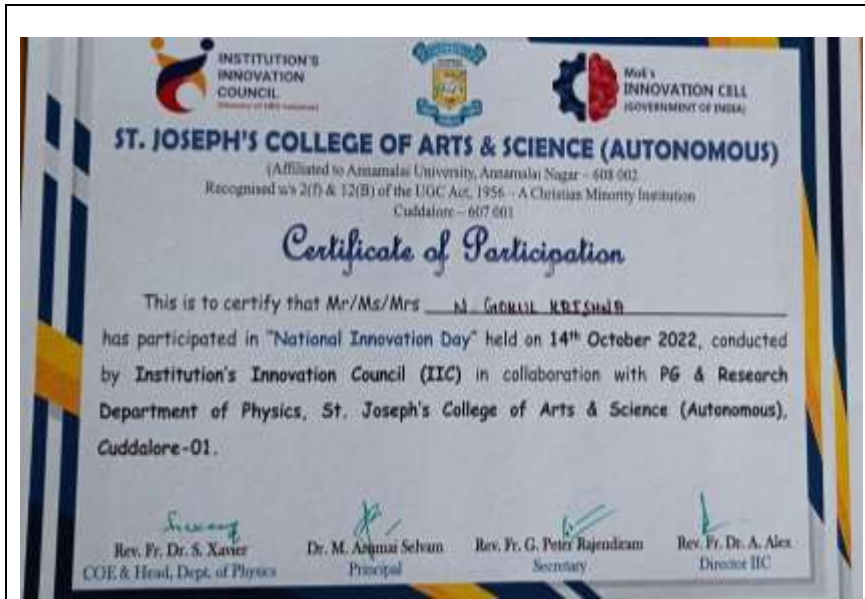 INSTITUTION'S
INNOVATION
COUNCIL
MoE's
INNOVATION CELL
(GOVERNMENT OF INDIA)
ST. JOSEPH'S COLLEGE OF ARTS & SCIENCE (AUTONOMOUS)
(Affiliated to Annamalai University, Annamalai Nagar – 608 002
Recognised u/s 2(f) & 12(B) of the UGC Act, 1956 – A Christian Minority Institution
Cuddalore – 607 001
Certificate of Participation
This is to certify that Mr/Ms/Mrs N. GOKUL KRISHNA
has participated in "National Innovation Day" held on 14th October 2022, conducted
by Institution's Innovation Council (IIC) in collaboration with PG & Research
Department of Physics, St. Joseph's College of Arts & Science (Autonomous),
Cuddalore-01.
Rev. Fr. Dr. S. Xavier
COE & Head, Dept. of Physics
Dr. M. Arumai Selvam
Principal
Rev. Fr. G. Peter Rajendiram
Secretary
Rev. Fr. Dr. A. Alex
Director IIC